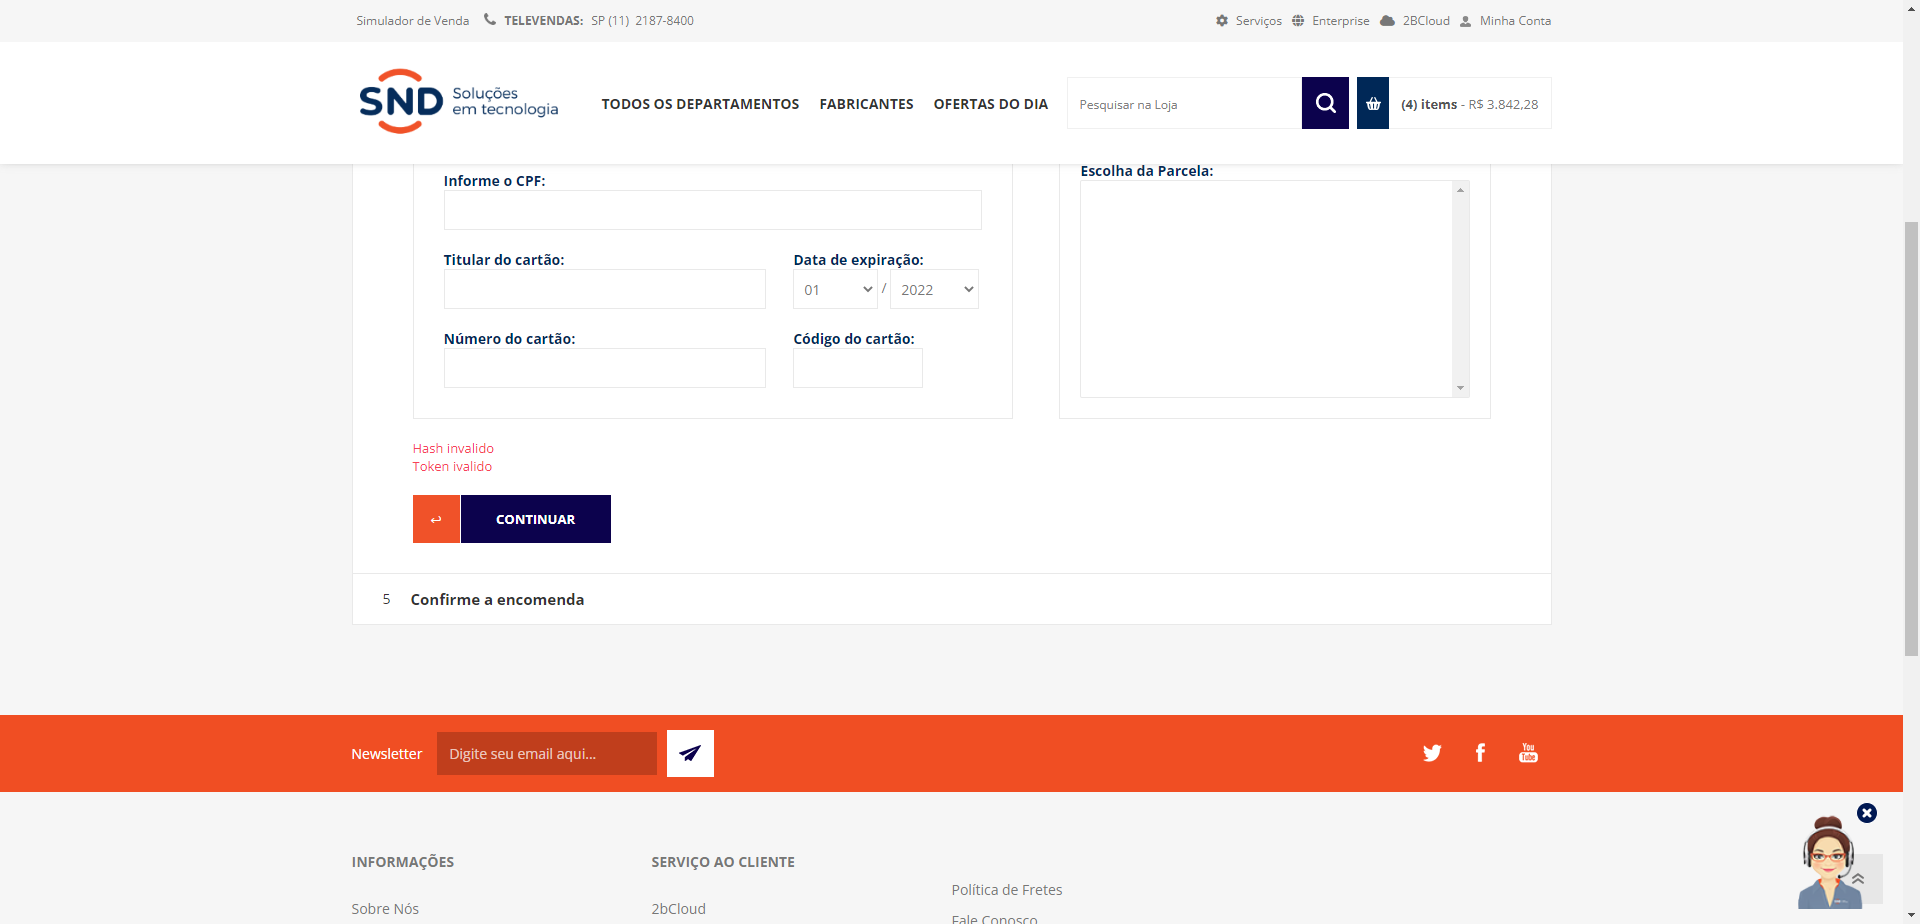 Simulador de Venda TELEVENDAS: SP (11) 2187-8400
Serviços Enterprise 2BCloud Minha Conta
SND Soluções
em tecnologia
TODOS OS DEPARTAMENTOS FABRICANTES OFERTAS DO DIA
Pesquisar na Loja
(4) items - R$ 3.842,28
Informe o CPF:
Titular do cartão:
Data de expiração:
01 / 2022
Número do cartão:
Código do cartão:
Escolha da Parcela:
Hash invalido
Token ivalido
CONTINUAR
5 Confirme a encomenda
Newsletter Digite seu email aqui...
You
Tube
INFORMAÇÕES
Sobre Nós
SERVIÇO AO CLIENTE
2bCloud
Política de Fretes
Fale Conosco